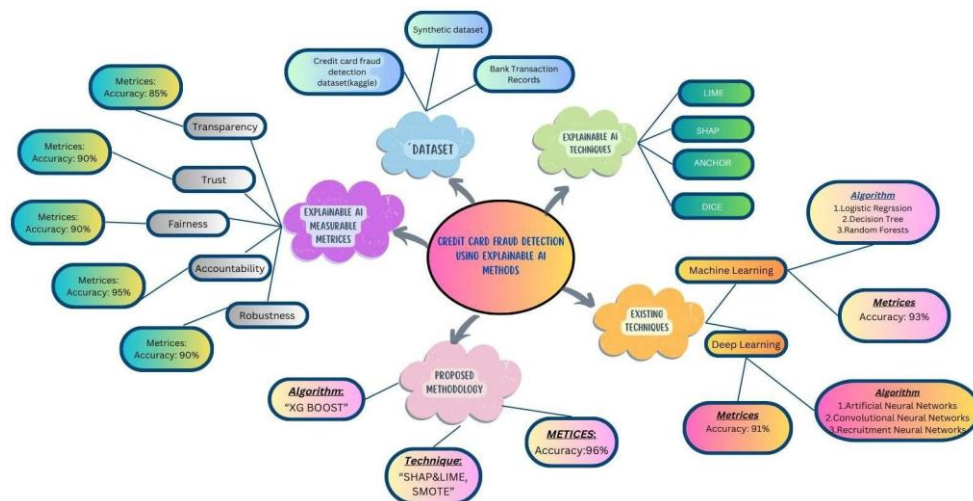 Synthetic dataset
Credit card fraud
detection
dataset(kaggle)
Bank Transaction
Records
Metrices:
Accuracy: 85%
Transparency
Metrices:
Accuracy: 90%
Trust
Metrices:
Accuracy: 90%
Fairness
Metrices:
Accuracy: 95%
Accountability
Metrices:
Accuracy: 90%
Robustness
EXPLAINABLE AI
MEASURABLE
METRICS
'DATASET
EXPLAINABLE Ai
TECHNIQUES
LIME
SHAP
ANCHOR
DICE
CREDIT CARD FRAUD DETECTION
USING EXPLAINABLE AI
METHODS
EXISTING
TECHNIQUES
Machine Learning
Algorithm
1.Logistic Regrssion
2.Decision Tree
3.Random Forests
Metrices
Accuracy: 93%
Deep Learning
Metrices
Accuracy: 91%
Algorithm
1.Artificial Neural Networks
2.Convolutional Neural Networks
3.Recruitment Neural Networks
PROPOSED
METHODOLOGY
Algorithm:
“XG BOOST”
Technique:
“SHAP&LIME,
SMOTE”
METICES:
Accuracy:96%